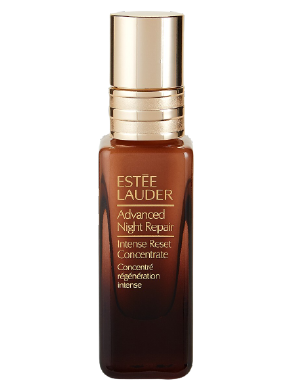 ESTĒE
LAUDER
Advanced
Night Repair
Intense Reset
Concentrate
Concentré
régénération
intense